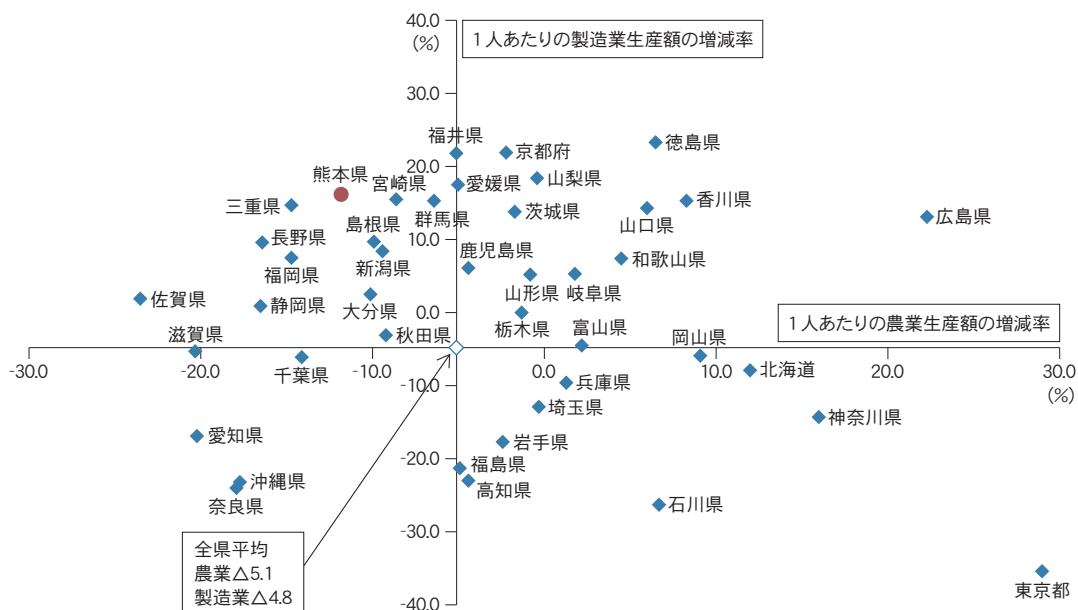 40.0
(%)
1人あたりの製造業生産額の増減率
30.0
福井県
京都府
徳島県
20.0
熊本県
宮崎県
愛媛県
山梨県
三重県
群馬県
茨城県
山口県
香川県
広島県
10.0
長野県
島根県
鹿児島県
和歌山県
福岡県
新潟県
山形県
岐阜県
佐賀県
静岡県
大分県
0.0
栃木県
富山県
1人あたりの農業生産額の増減率
滋賀県
秋田県
岡山県
-30.0
-20.0
千葉県
-10.0
0.0
10.0
北海道
20.0
30.0
(%)
-10.0
兵庫県
埼玉県
神奈川県
愛知県
岩手県
-20.0
福島県
沖縄県
高知県
奈良県
石川県
-30.0
全県平均
農業△5.1
製造業△4.8
東京都
-40.0